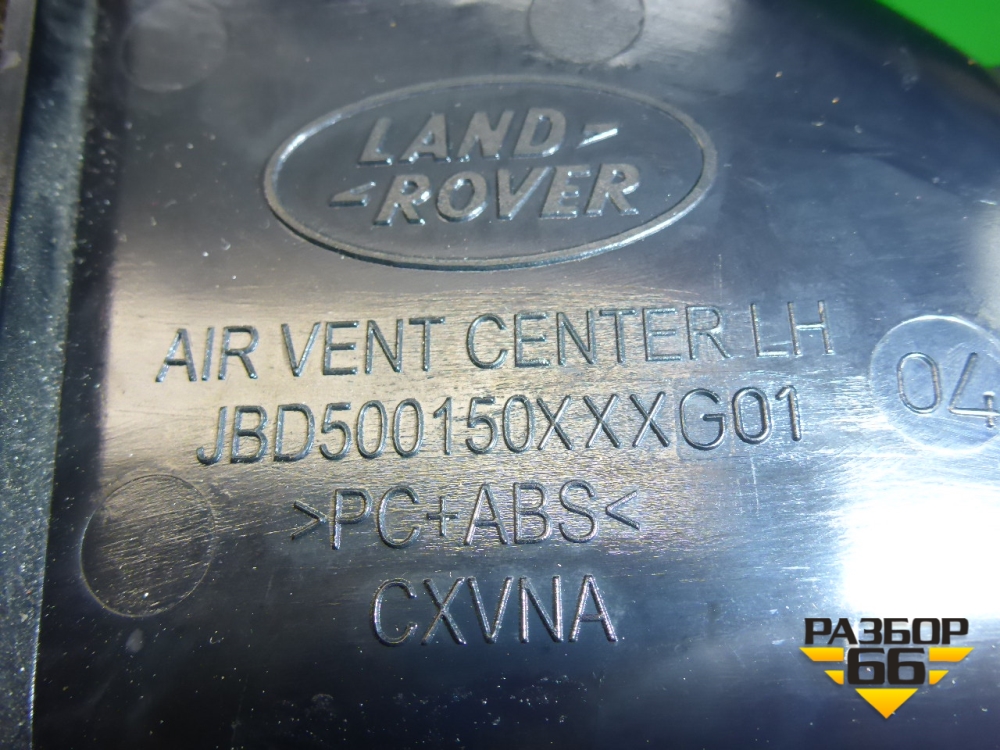 LAND
ROVER
AIR VENT CENTER LH
JBD500150XXXG01
04
>PC+ABS<
CXVNA
РАЗБОР
66